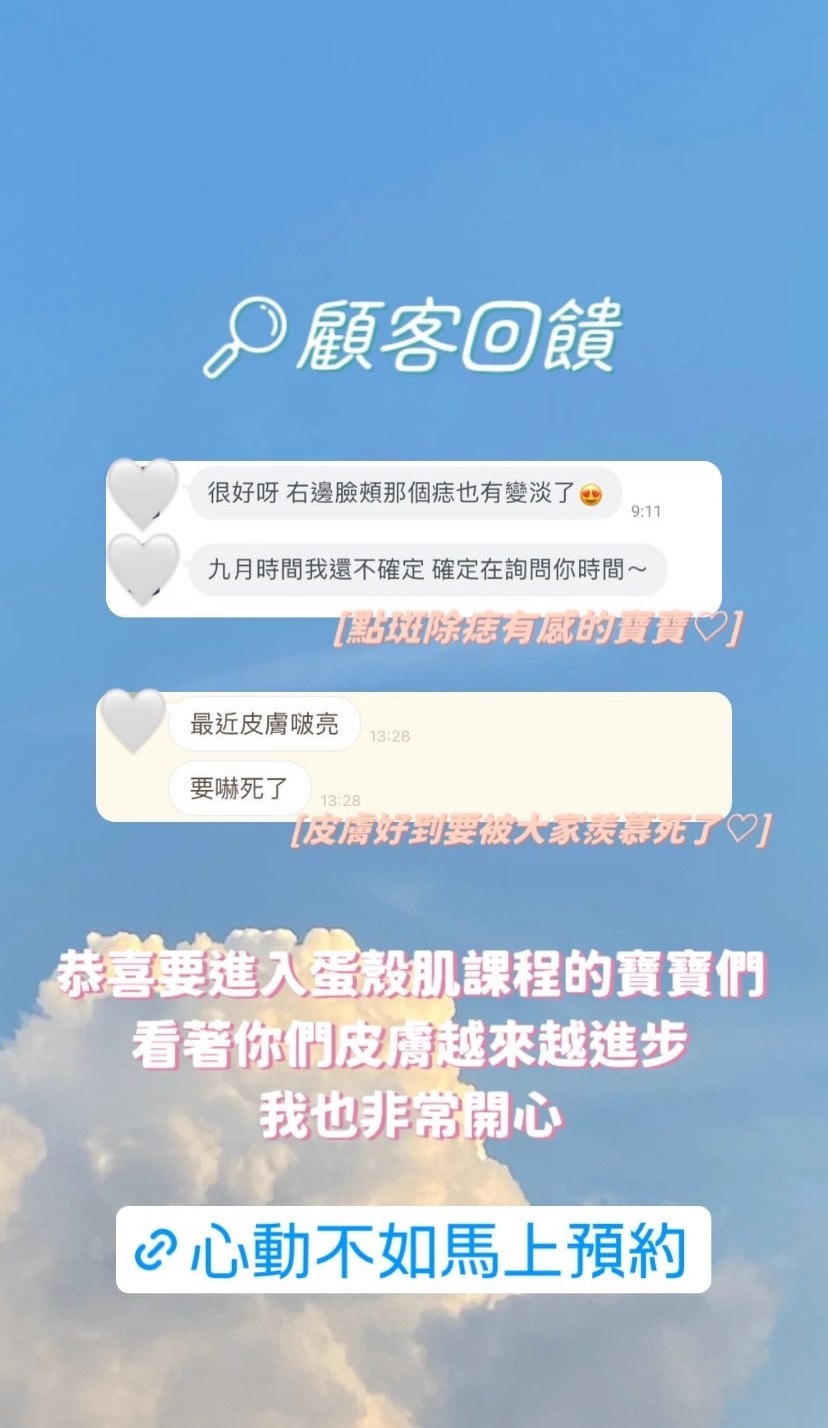 顧客回饋
很好呀 右邊臉頰那個痣也有變淡了😍
9:11
九月時間我還不確定 確定在詢問你時間～
[點斑除痣有感的寶寶♡]
最近皮膚啵亮
13:28
要嚇死了
13:28
[皮膚好到要被大家羨慕死了♡]
恭喜要進入蛋殼肌課程的寶寶們
看著你們皮膚越來越進步
我也非常開心
心動不如馬上預約